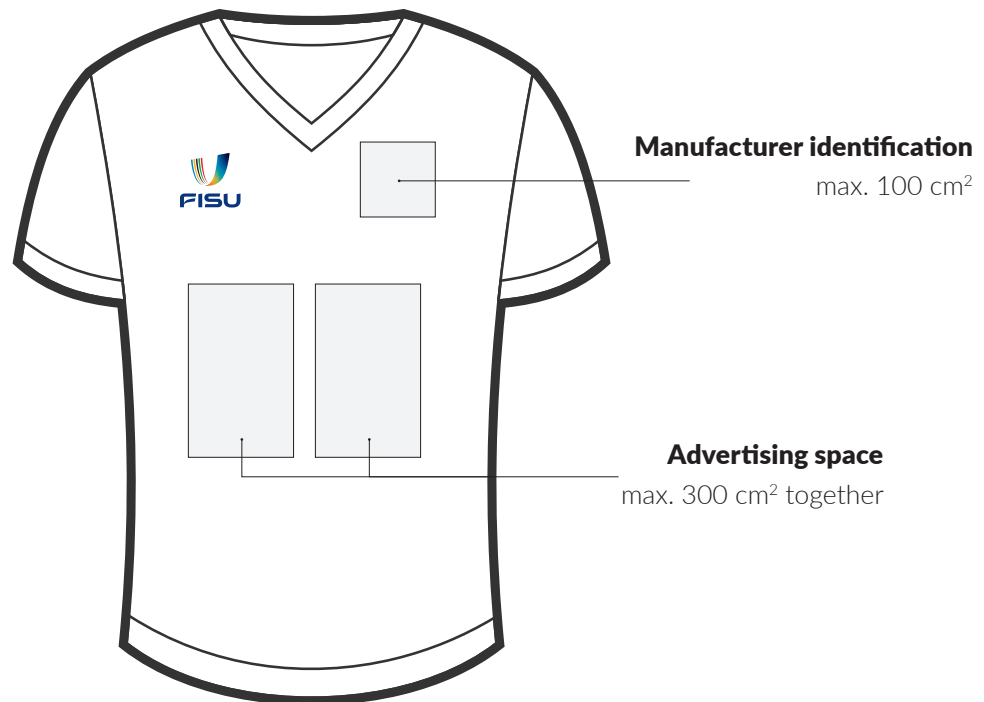 Manufacturer identification
max. 100 cm²
FISU
Advertising space
max. 300 cm² together